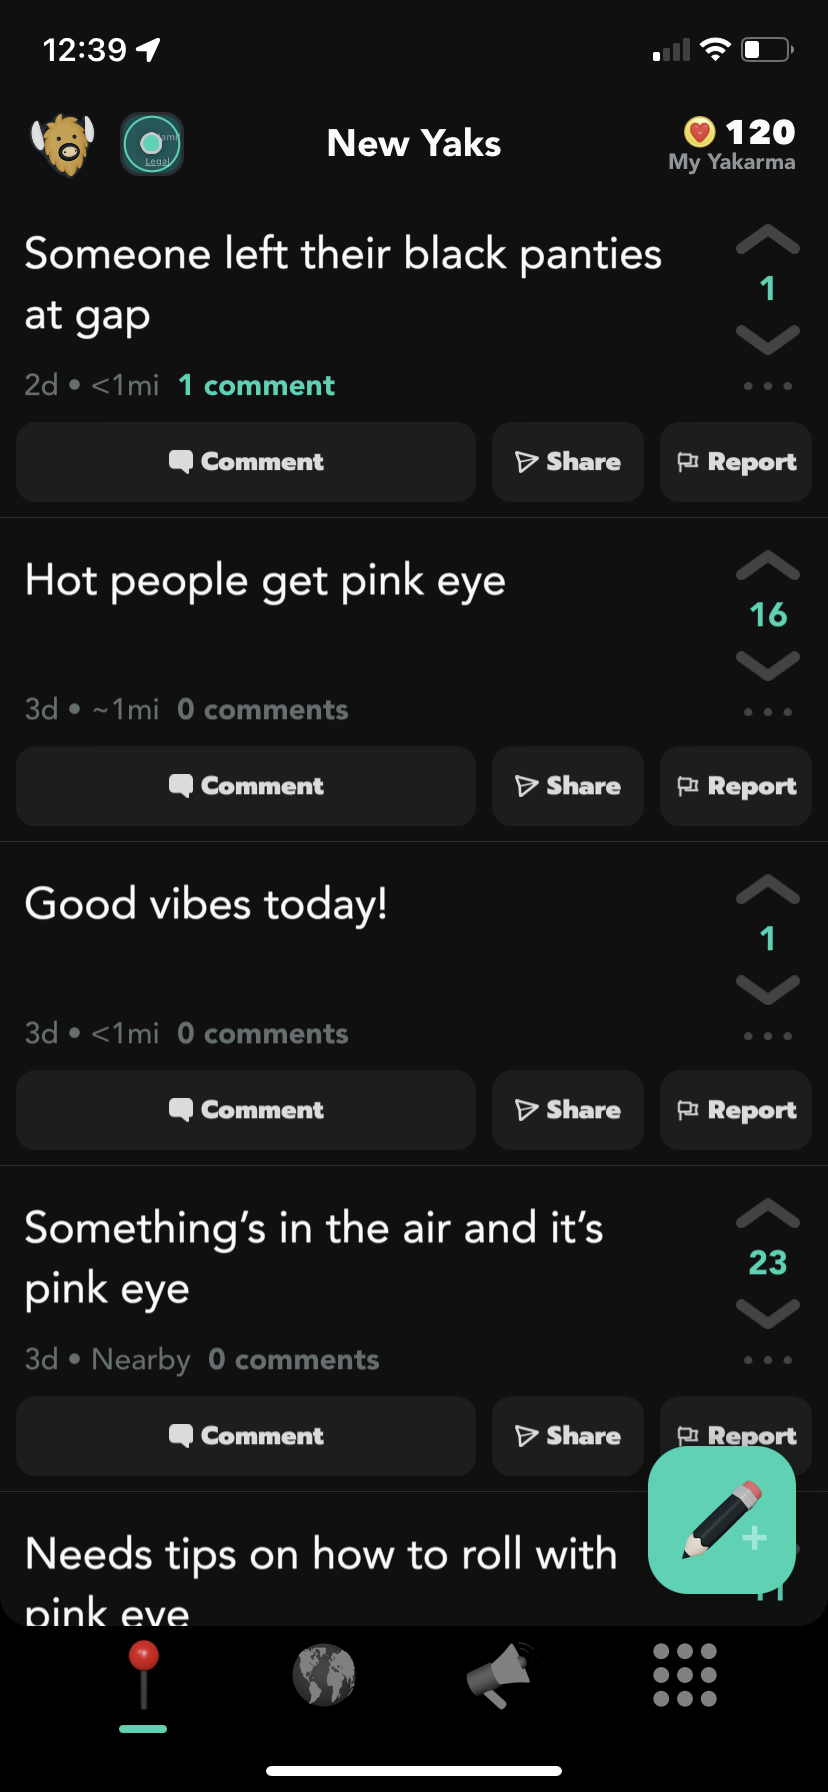 12:39
Legal
New Yaks
120
My Yakarma
Someone left their black panties
at gap
1
2d • <1mi 1 comment
Comment
Share
Report
Hot people get pink eye
16
3d • ~1mi 0 comments
Comment
Share
Report
Good vibes today!
1
3d • <1mi 0 comments
Comment
Share
Report
Something's in the air and it's
pink eye
23
3d • Nearby 0 comments
Comment
Share
Report
Needs tips on how to roll with
pink eye